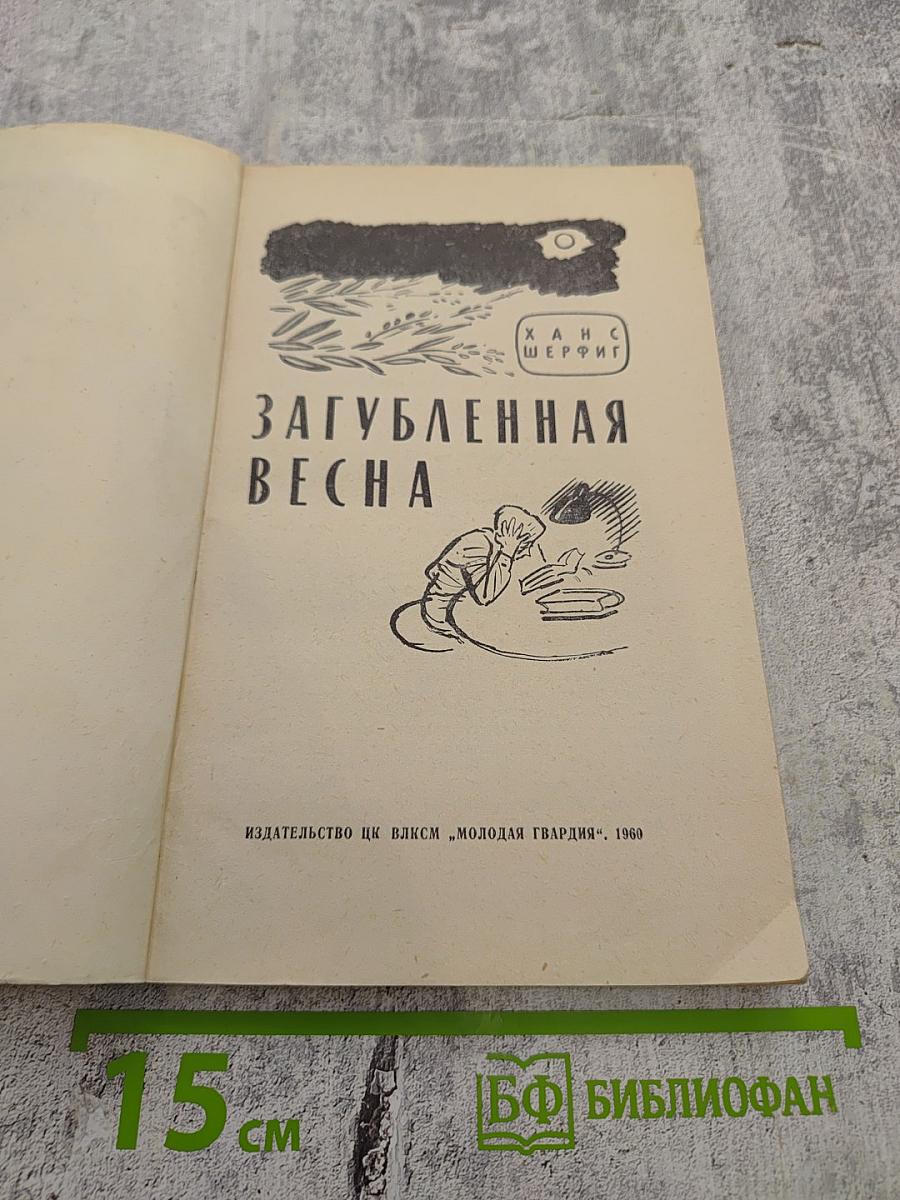 ХАНС
ШЕРФИГ
ЗАГУБЛЕННАЯ
ВЕСНА
ИЗДАТЕЛЬСТВО ЦК ВЛКСМ „МОЛОДАЯ ГВАРДИЯ“. 1960
15 см
БФ БИБЛИОФАН